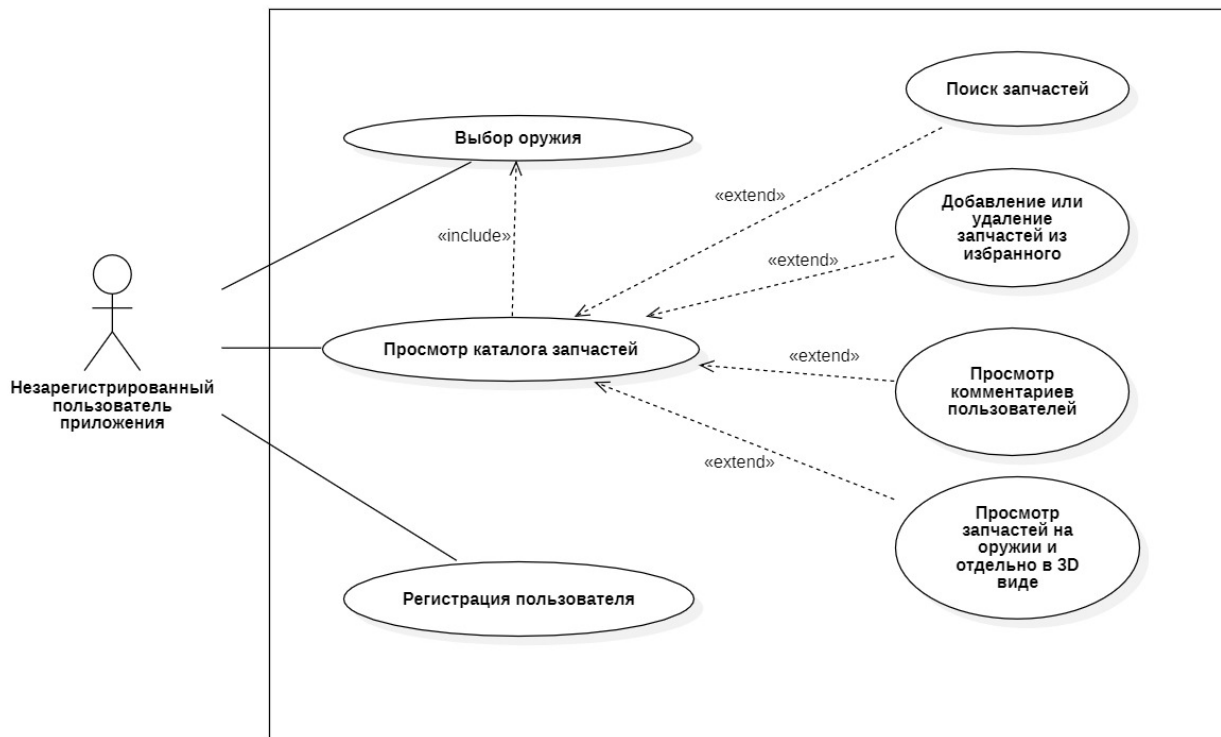 Поиск запчастей
Выбор оружия
«extend»
Добавление или
удаление
запчастей из
избранного
«include»
«extend»
Просмотр каталога запчастей
«extend»
Просмотр
комментариев
пользователей
Незарегистрированный
пользователь
приложения
«extend»
Просмотр
запчастей на
оружии и
отдельно в 3D
виде
Регистрация пользователя